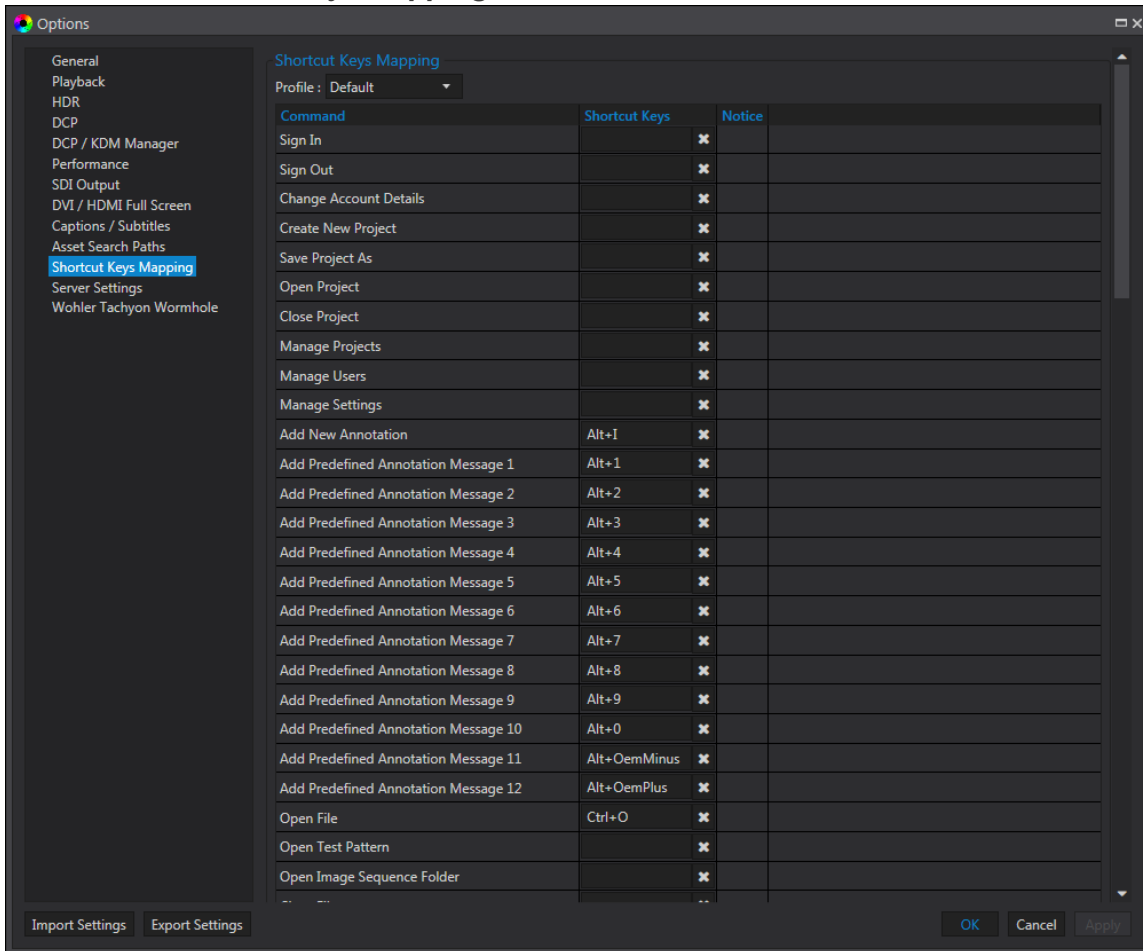 Options
General
Playback
HDR
DCP
DCP / KDM Manager
Performance
SDI Output
DVI / HDMI Full Screen
Captions / Subtitles
Asset Search Paths
Shortcut Keys Mapping
Server Settings
Wohler Tachyon Wormhole
Shortcut Keys Mapping
Profile : Default
Command Shortcut Keys Notice
Sign In
Sign Out
Change Account Details
Create New Project
Save Project As
Open Project
Close Project
Manage Projects
Manage Users
Manage Settings
Add New Annotation Alt+I
Add Predefined Annotation Message 1 Alt+1
Add Predefined Annotation Message 2 Alt+2
Add Predefined Annotation Message 3 Alt+3
Add Predefined Annotation Message 4 Alt+4
Add Predefined Annotation Message 5 Alt+5
Add Predefined Annotation Message 6 Alt+6
Add Predefined Annotation Message 7 Alt+7
Add Predefined Annotation Message 8 Alt+8
Add Predefined Annotation Message 9 Alt+9
Add Predefined Annotation Message 10 Alt+0
Add Predefined Annotation Message 11 Alt+OemMinus
Add Predefined Annotation Message 12 Alt+OemPlus
Open File Ctrl+O
Open Test Pattern
Open Image Sequence Folder
Import Settings Export Settings OK Cancel Apply